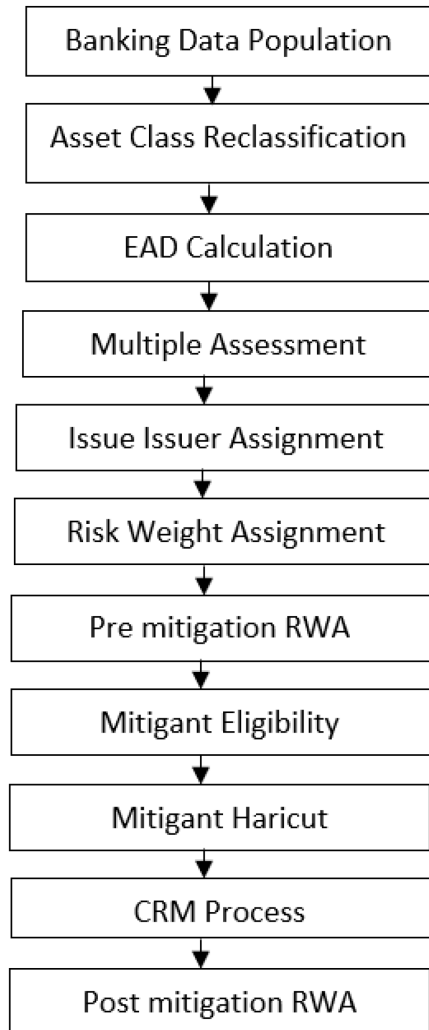 Banking Data Population
Asset Class Reclassification
EAD Calculation
Multiple Assessment
Issue Issuer Assignment
Risk Weight Assignment
Pre mitigation RWA
Mitigant Eligibility
Mitigant Haricut
CRM Process
Post mitigation RWA